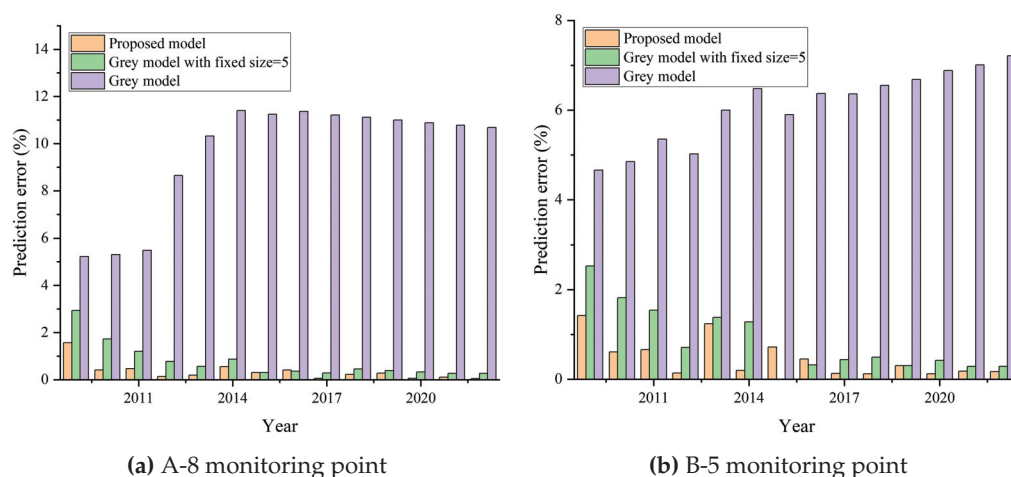 Proposed model
Grey model with fixed size=5
Grey model
14
12
10
8
6
4
2
0
Prediction error (%)
2011
2014
2017
2020
Year
(a) A-8 monitoring point
Proposed model
Grey model with fixed size=5
Grey model
8
6
4
2
0
Prediction error (%)
2011
2014
2017
2020
Year
(b) B-5 monitoring point